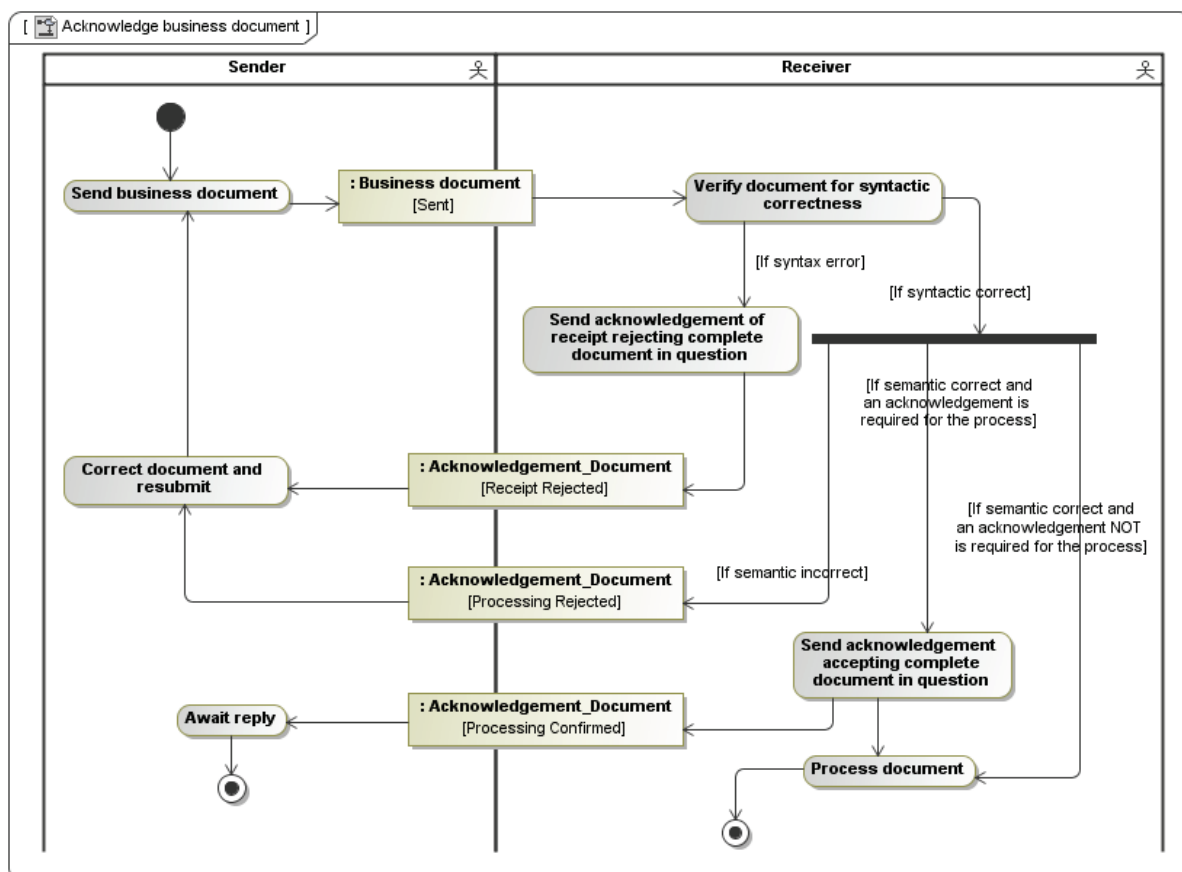 [ Acknowledge business document ]
Sender
Receiver
Send business document
: Business document
[Sent]
Verify document for syntactic
correctness
[If syntax error]
[If syntactic correct]
Send acknowledgement of
receipt rejecting complete
document in question
[If semantic correct and
an acknowledgement is
required for the process]
Correct document and
resubmit
: Acknowledgement_Document
[Receipt Rejected]
[If semantic correct and
an acknowledgement NOT
is required for the process]
: Acknowledgement_Document
[Processing Rejected]
[If semantic incorrect]
Send acknowledgement
accepting complete
document in question
Await reply
: Acknowledgement_Document
[Processing Confirmed]
Process document